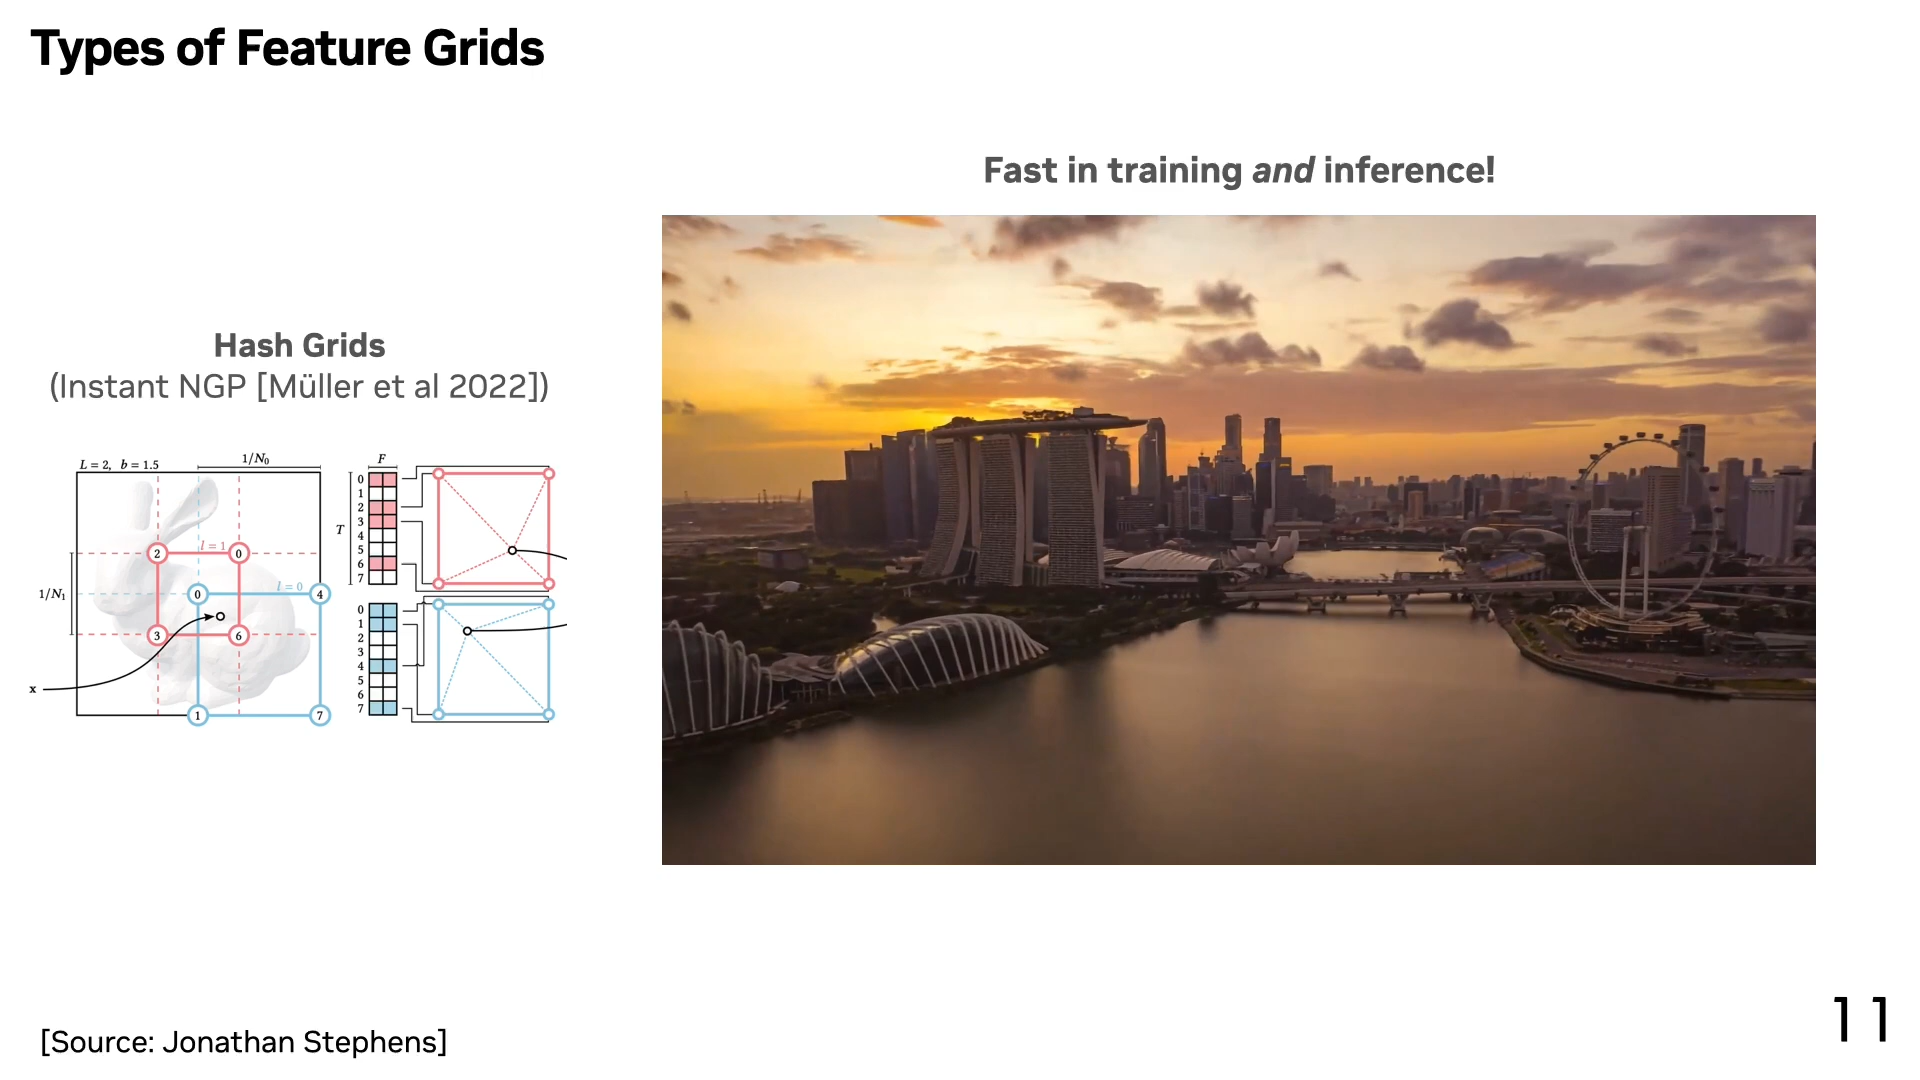 Types of Feature Grids
Fast in training and inference!
Hash Grids
(Instant NGP [Müller et al 2022])
L = 2, b = 1.5
1/N₀
F
T
0
1
2
3
4
5
6
7
2
l = 1
0
1/N₁
0
l = 0
4
3
6
x
1
7
0
1
2
3
4
5
6
7
[Source: Jonathan Stephens]
11